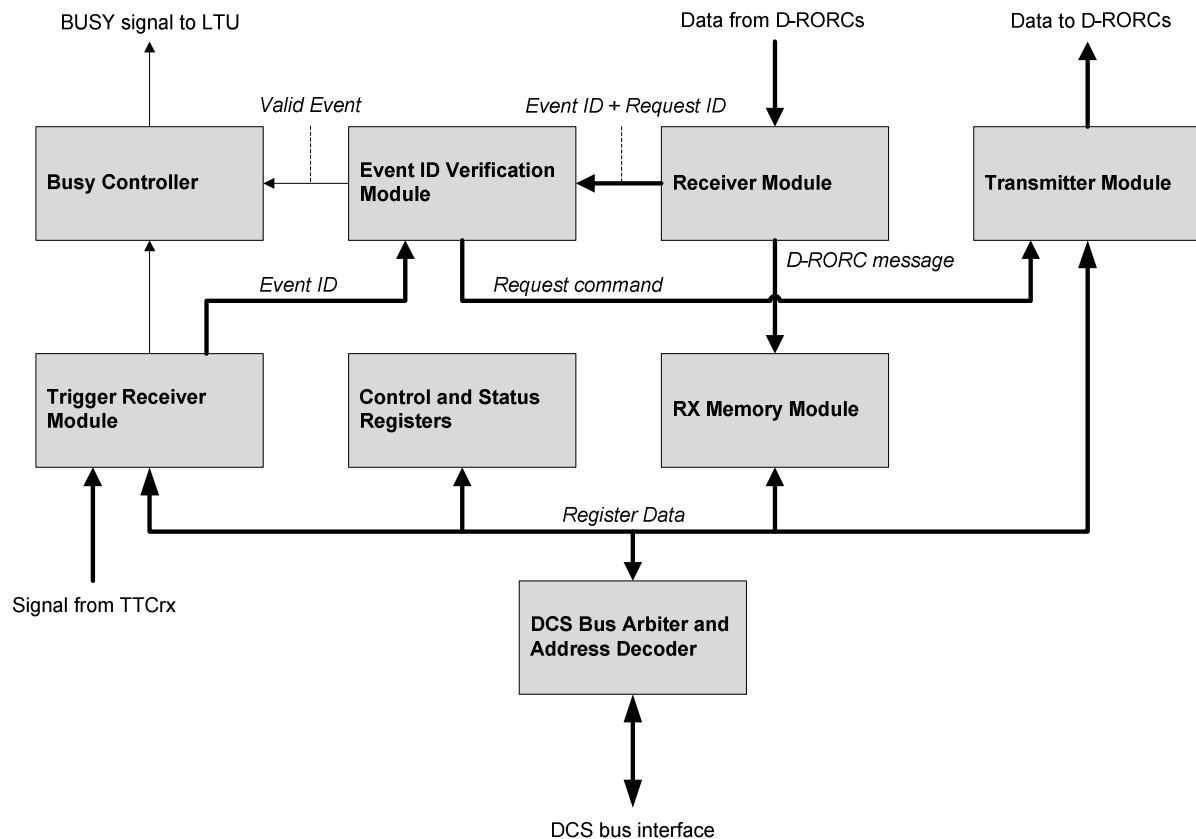 BUSY signal to LTU
Data from D-RORCs
Data to D-RORCs
Valid Event
Event ID + Request ID
Busy Controller
Event ID Verification
Module
Receiver Module
Transmitter Module
D-RORC message
Event ID
Request command
Trigger Receiver
Module
Control and Status
Registers
RX Memory Module
Register Data
Signal from TTCrx
DCS Bus Arbiter and
Address Decoder
DCS bus interface